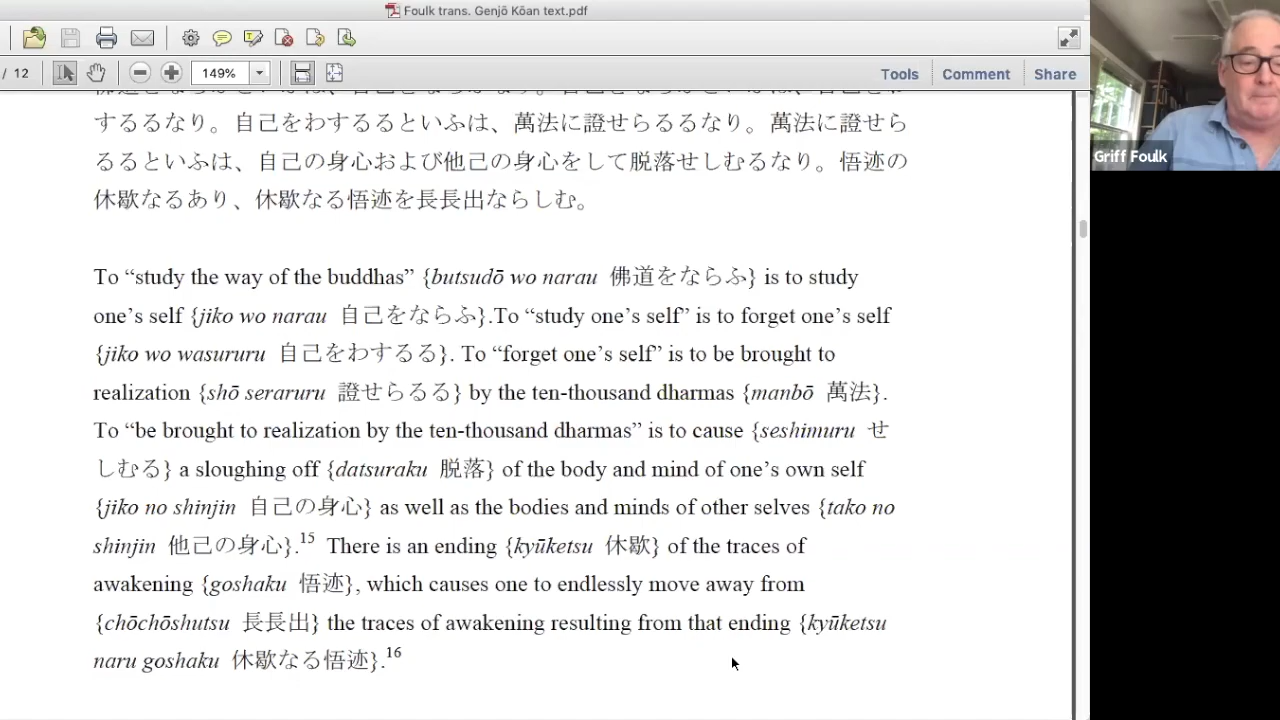 Foulk trans. Genjō Kōan text.pdf
/ 12
149%
Tools
Comment
Share
Griff Foulk
するるなり。自己をわするるといふは、萬法に證せらるるなり。萬法に證せら
るるといふは、自己の身心および他己の身心をして脱落せしむるなり。悟迹の
休歇なるあり、休歇なる悟迹を長長出ならしむ。
To “study the way of the buddhas” {butsudō wo narau 佛道をならふ} is to study
one’s self {jiko wo narau 自己をならふ}.To “study one’s self” is to forget one’s self
{jiko wo wasururu 自己をわするる}. To “forget one’s self” is to be brought to
realization {shō seraruru 證せらるる} by the ten-thousand dharmas {manbō 萬法}.
To “be brought to realization by the ten-thousand dharmas” is to cause {seshimuru せ
しむる} a sloughing off {datsuraku 脱落} of the body and mind of one’s own self
{jiko no shinjin 自己の身心} as well as the bodies and minds of other selves {tako no
shinjin 他己の身心}.15 There is an ending {kyūketsu 休歇} of the traces of
awakening {goshaku 悟迹}, which causes one to endlessly move away from
{chōchōshutsu 長長出} the traces of awakening resulting from that ending {kyūketsu
naru goshaku 休歇なる悟迹}.16